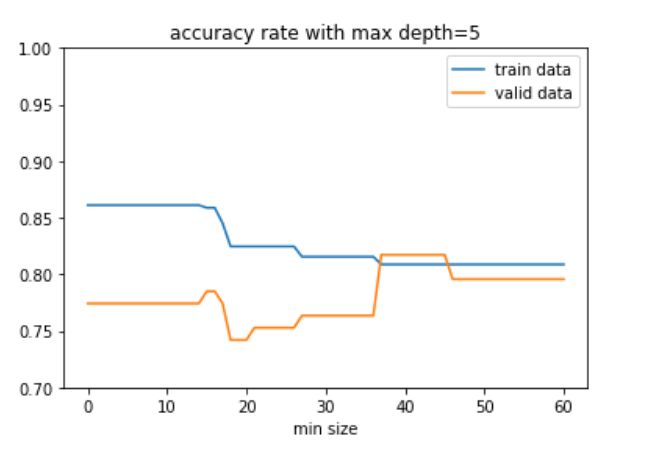 accuracy rate with max depth=5
1.00
0.95
0.90
0.85
0.80
0.75
0.70
train data
valid data
0 10 20 30 40 50 60
min size